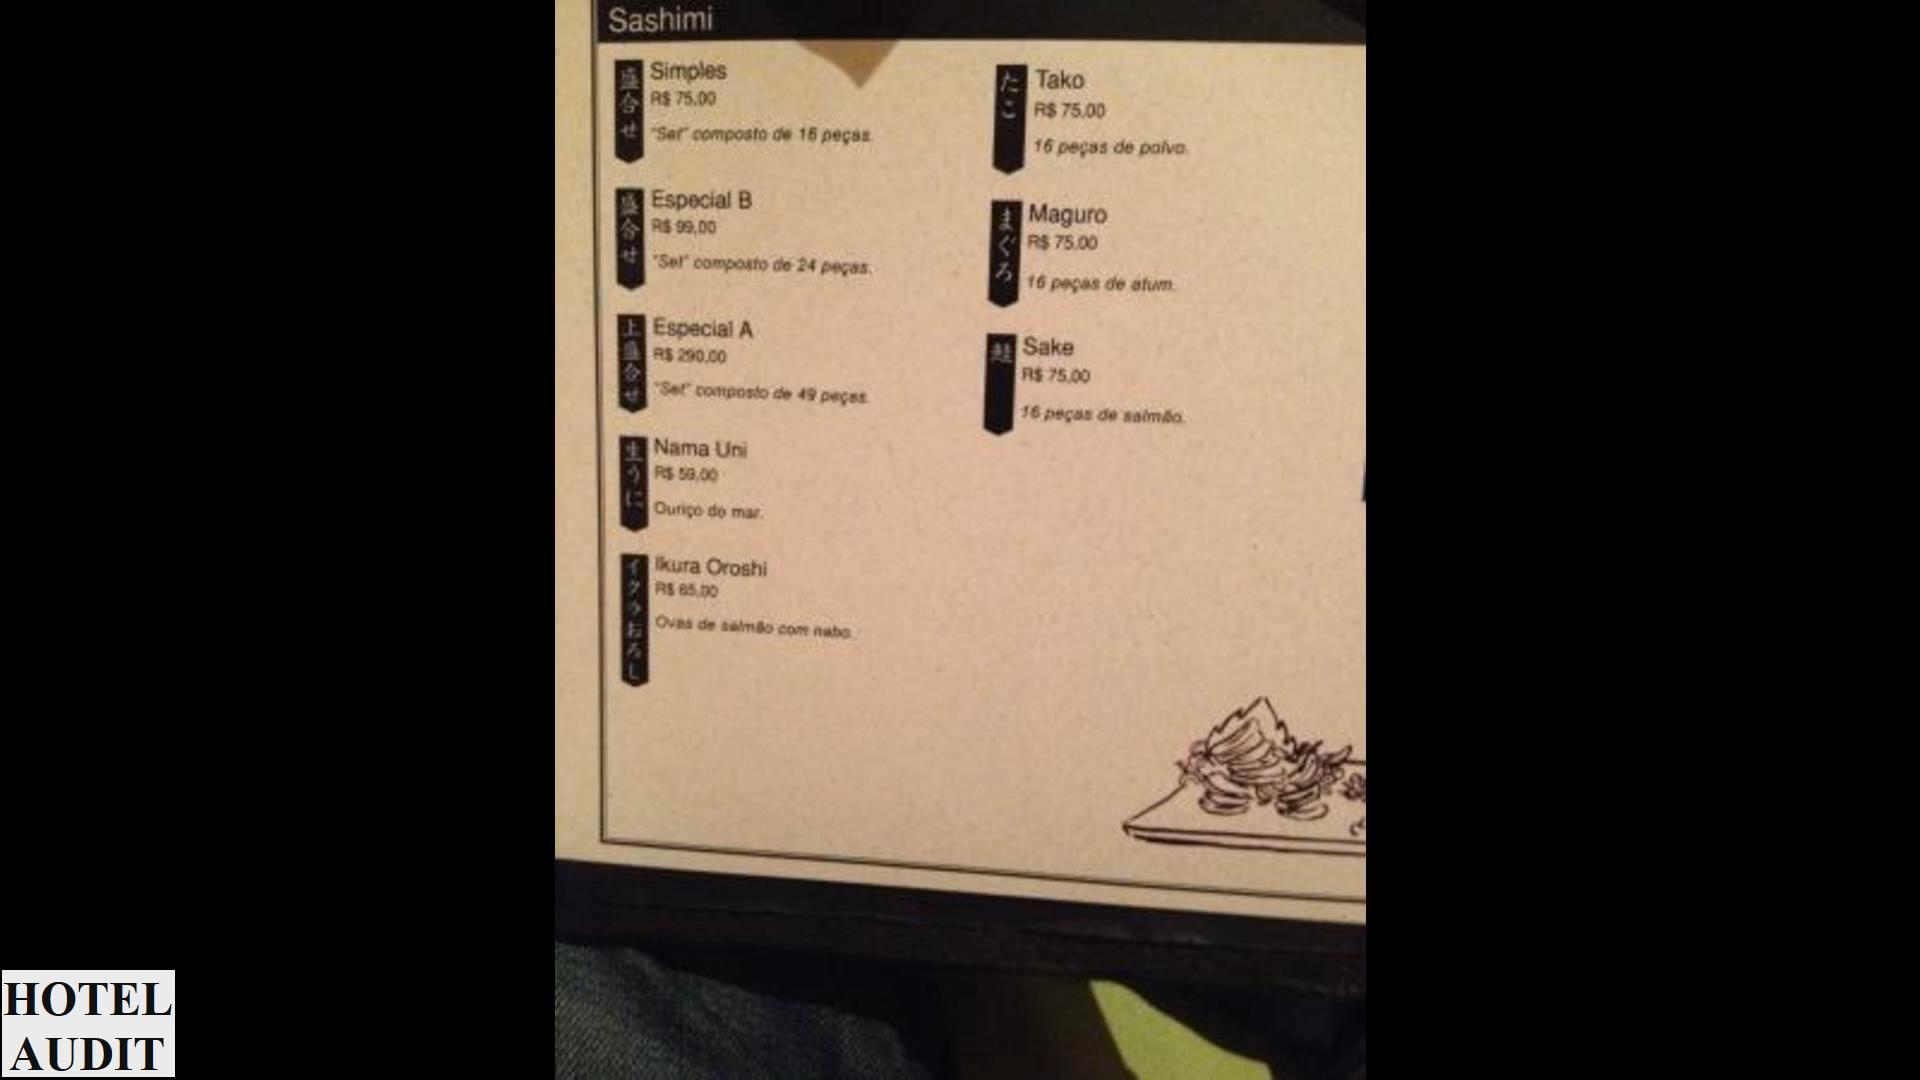 Sashimi
盛合せ
Simples
R$ 75,00
"Set" composto de 16 peças.
盛合せ
Especial B
R$ 99,00
"Set" composto de 24 peças.
上盛合せ
Especial A
R$ 290,00
"Set" composto de 49 peças.
生うに
Nama Uni
R$ 59,00
Ouriço do mar.
イクラおろし
Ikura Oroshi
R$ 65,00
Ovas de salmão com nabo.
たこ
Tako
R$ 75,00
16 peças de polvo.
まぐろ
Maguro
R$ 75,00
16 peças de atum.
鮭
Sake
R$ 75,00
16 peças de salmão.
HOTEL
AUDIT